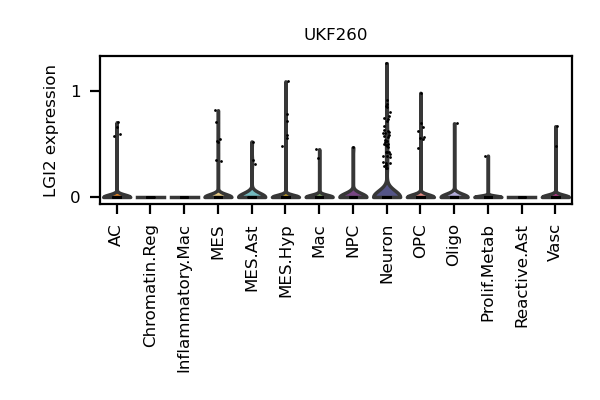 UKF260
LGI2 expression
1
0
AC
Chromatin.Reg
Inflammatory.Mac
MES
MES.Ast
MES.Hyp
Mac
NPC
Neuron
OPC
Oligo
Prolif.Metab
Reactive.Ast
Vasc